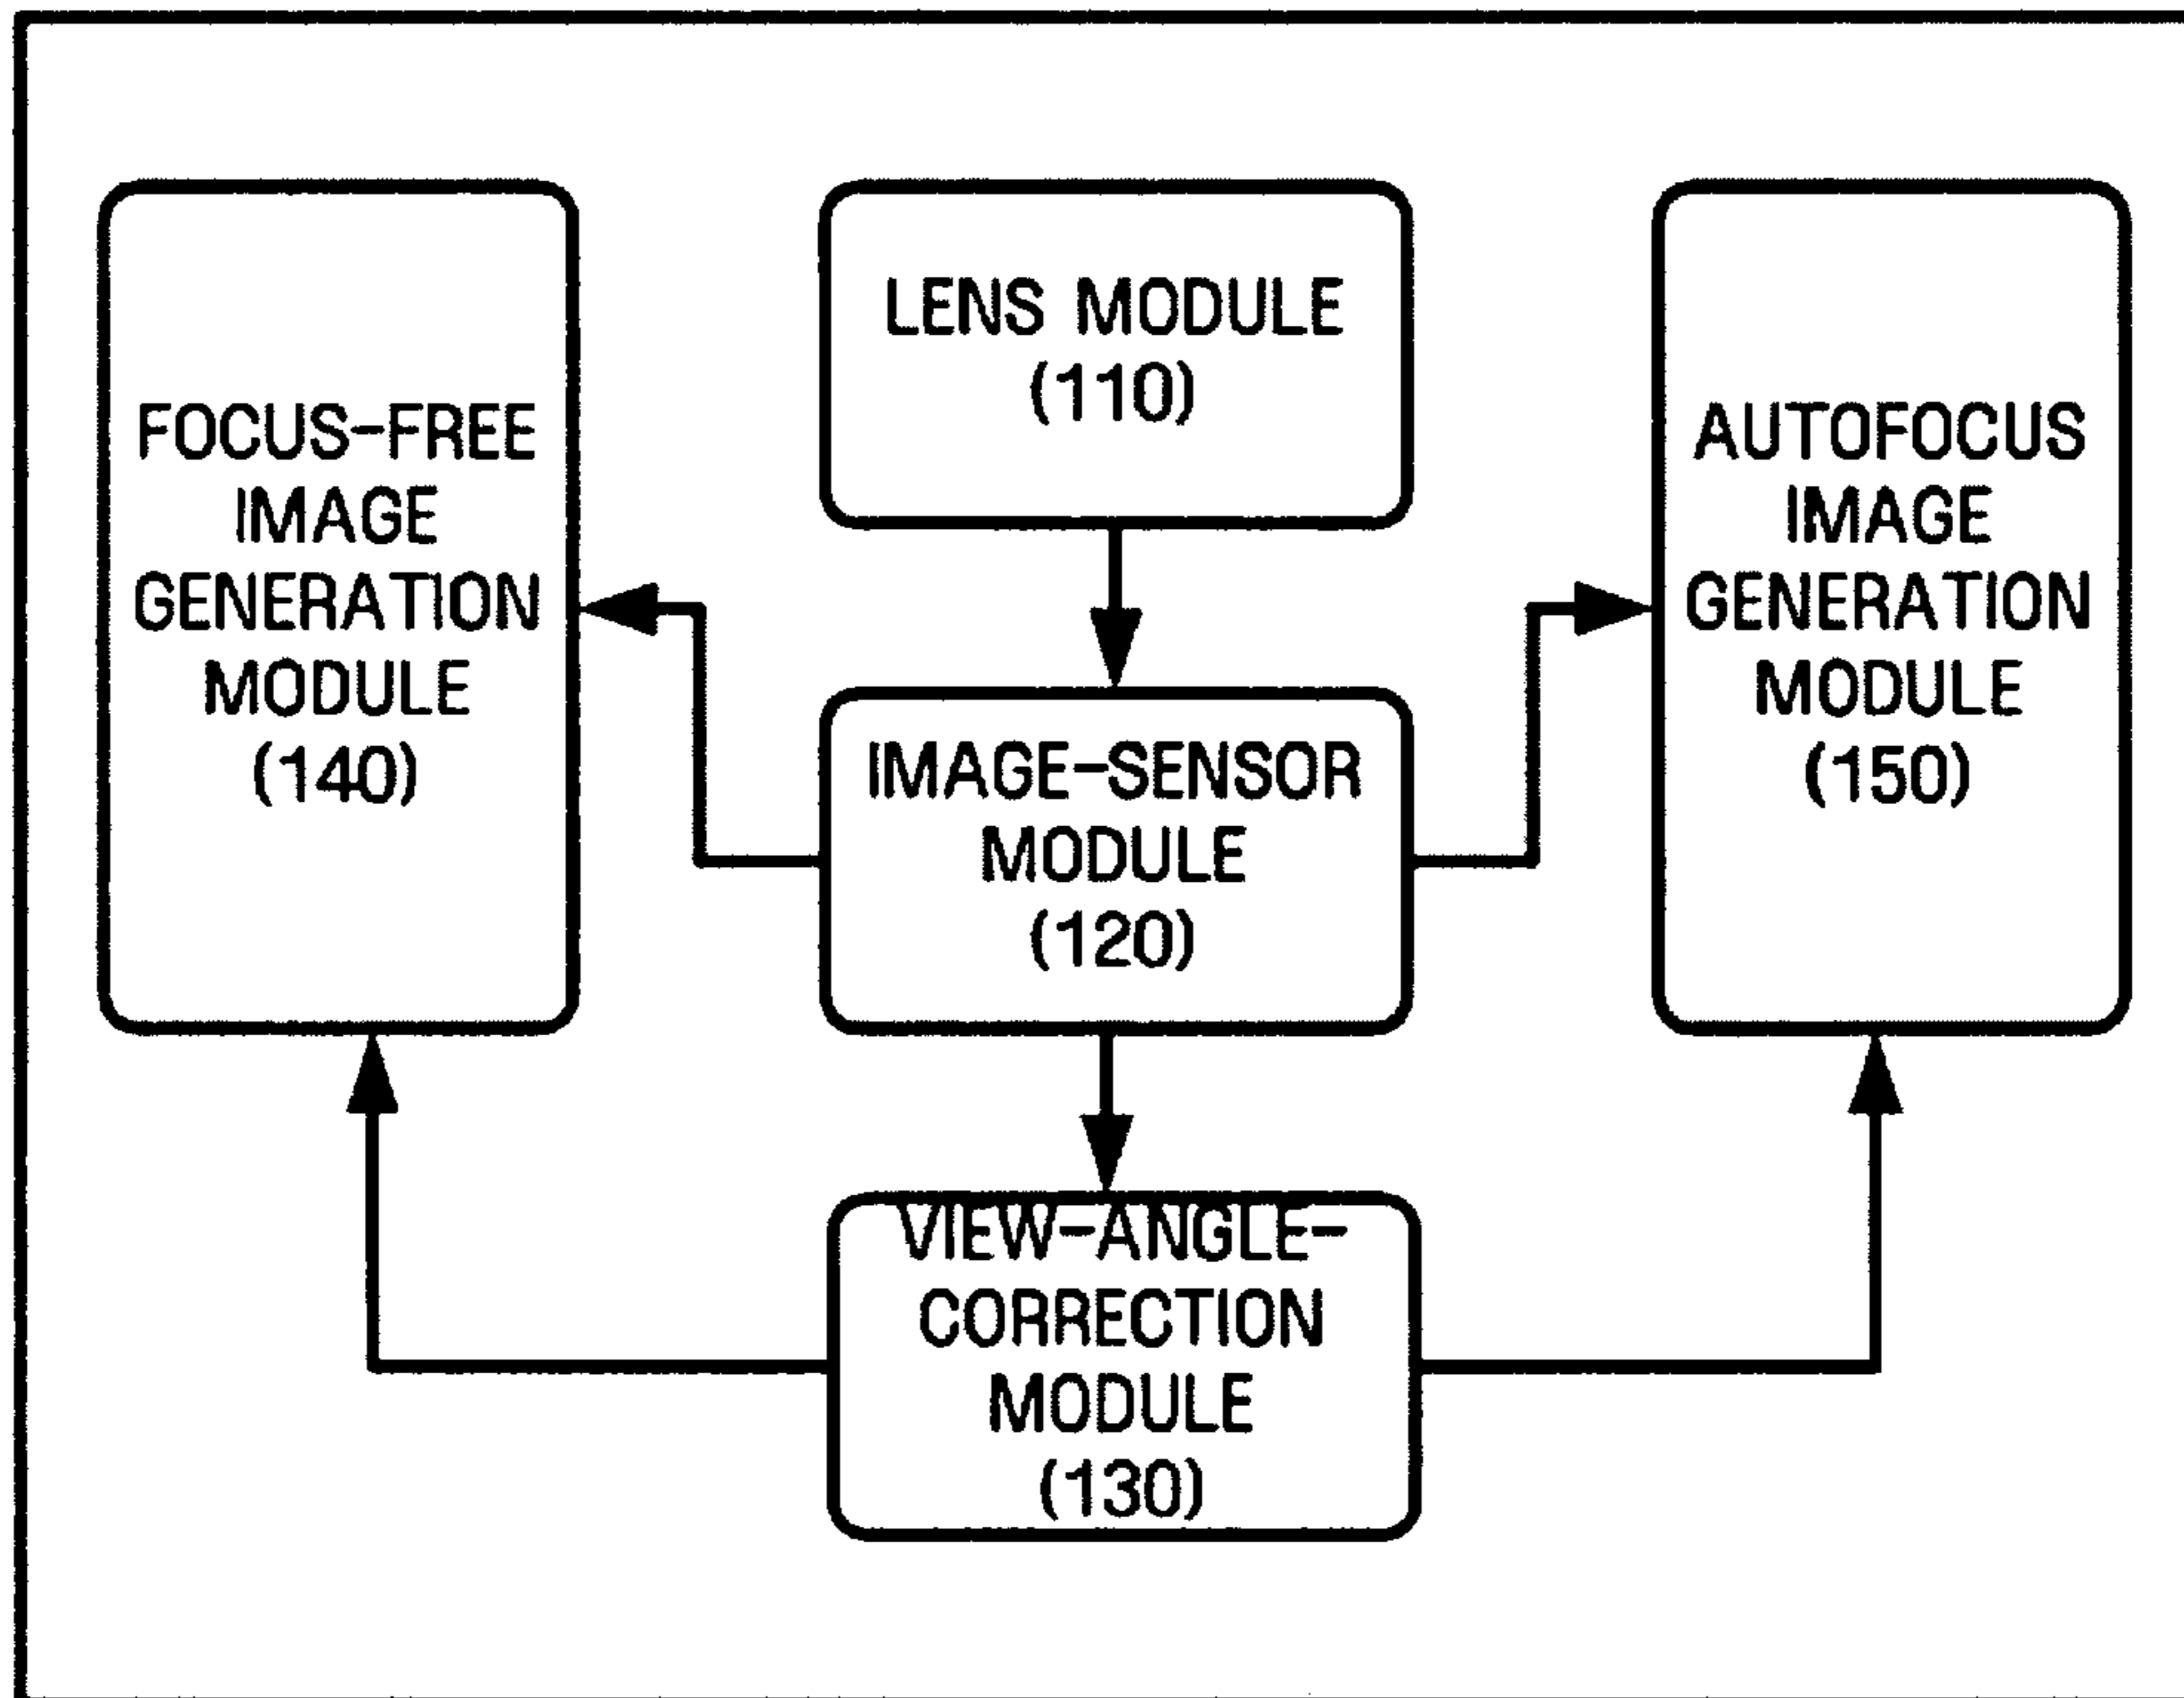 FOCUS-FREE
IMAGE
GENERATION
MODULE
(140)
LENS MODULE
(110)
IMAGE-SENSOR
MODULE
(120)
VIEW-ANGLE-
CORRECTION
MODULE
(130)
AUTOFOCUS
IMAGE
GENERATION
MODULE
(150)